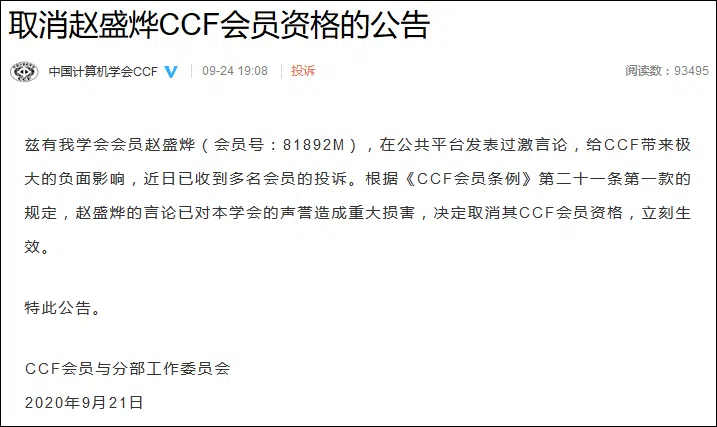 取消赵盛烨CCF会员资格的公告
中国计算机学会CCF 09-24 19:08 投诉 阅读数：93495
兹有我学会会员赵盛烨（会员号：81892M），在公共平台发表过激言论，给CCF带来极
大的负面影响，近日已收到多名会员的投诉。根据《CCF会员条例》第二十一条第一款的
规定，赵盛烨的言论已对本学会的声誉造成重大损害，决定取消其CCF会员资格，立刻生
效。
特此公告。
CCF会员与分部工作委员会
2020年9月21日